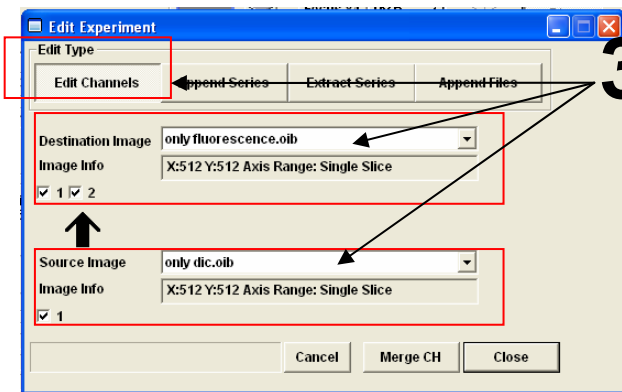 Edit Experiment
Edit Type
Edit Channels
Append Series
Extract Series
Append Files
3
Destination Image
only fluorescence.oib
Image Info
X:512 Y:512 Axis Range: Single Slice
1 2
Source Image
only dic.oib
Image Info
X:512 Y:512 Axis Range: Single Slice
1
Cancel
Merge CH
Close